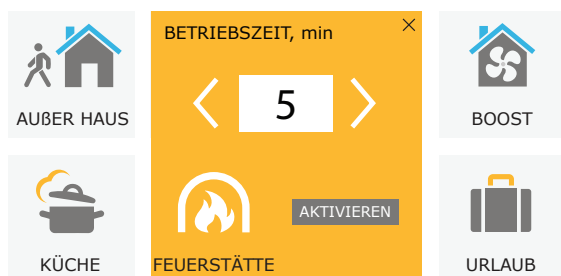 BETRIEBSZEIT, min
5
AUßER HAUS
BOOST
AKTIVIEREN
KÜCHE
FEUERSTÄTTE
URLAUB